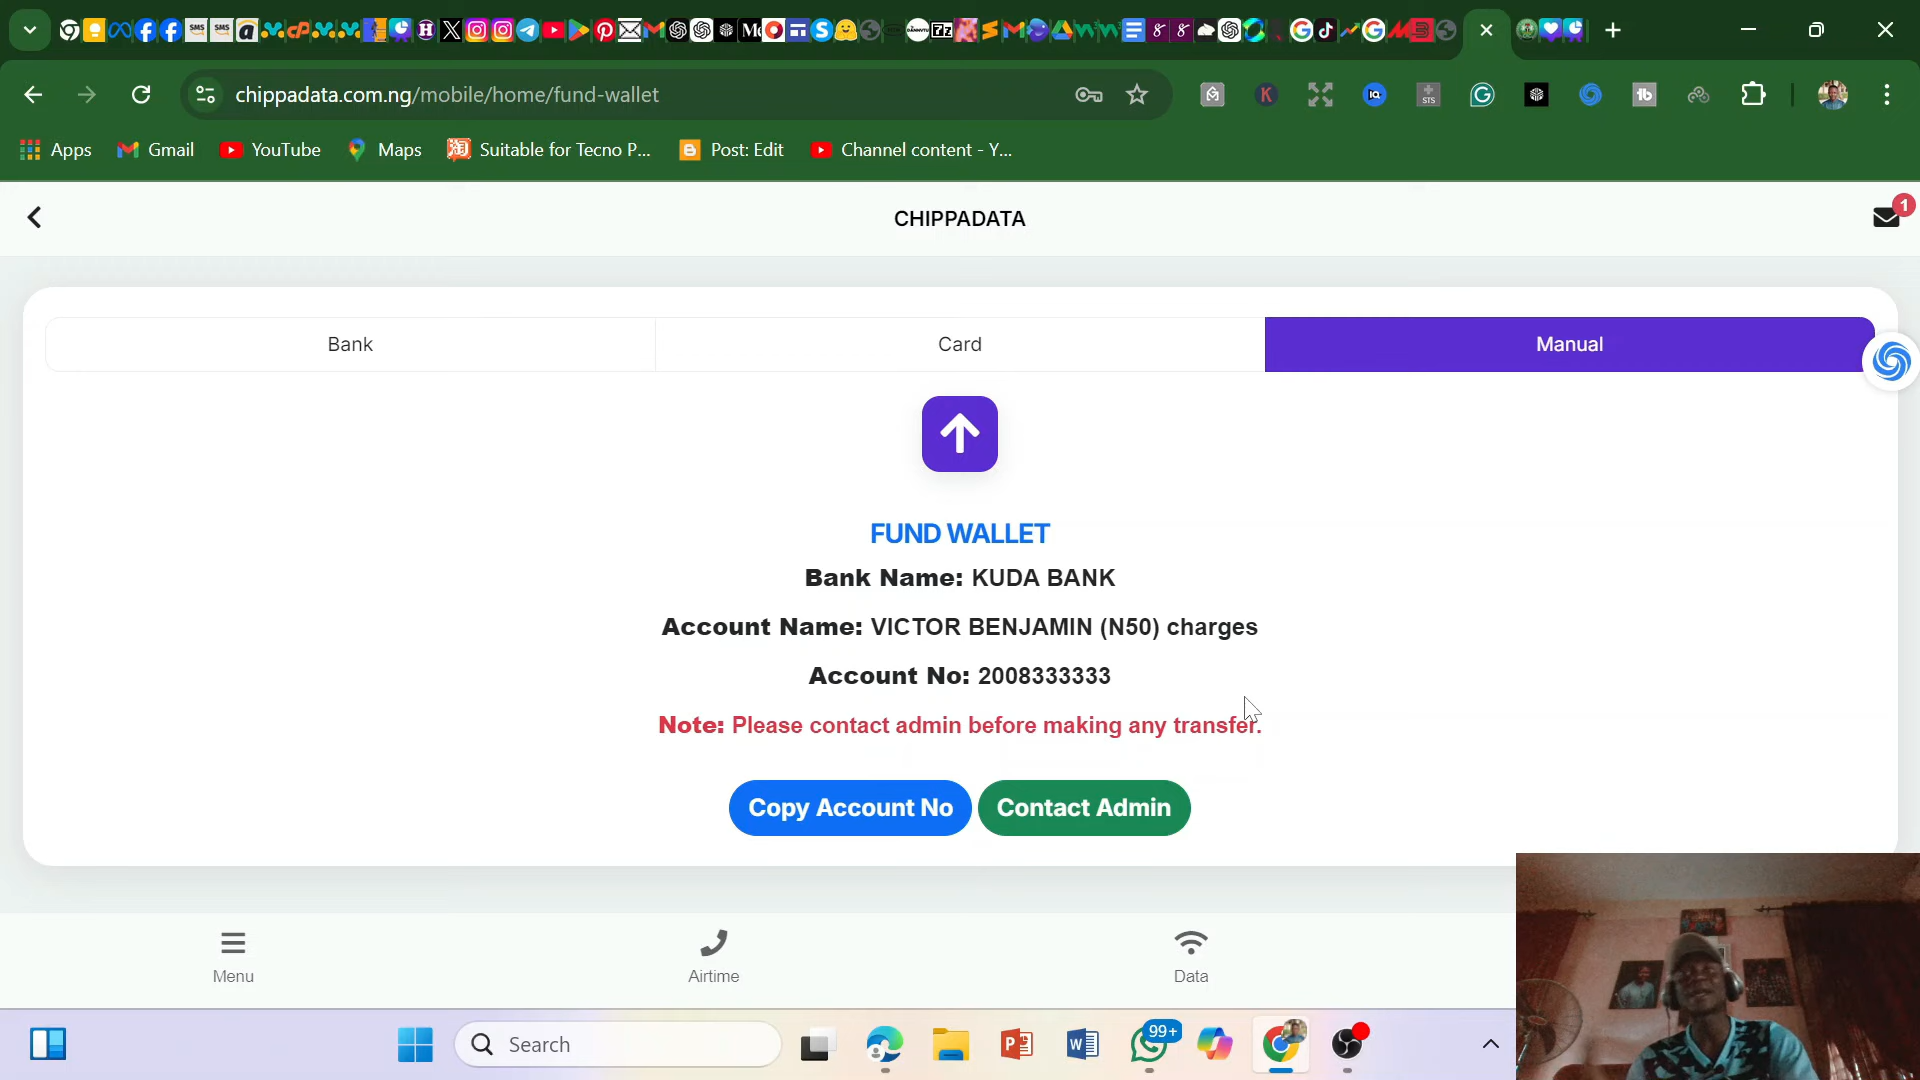 chippadata.com.ng/mobile/home/fund-wallet
Apps
Gmail
YouTube
Maps
Suitable for Tecno P...
Post: Edit
Channel content - Y...
CHIPPADATA
1
Bank
Card
Manual
FUND WALLET
Bank Name: KUDA BANK
Account Name: VICTOR BENJAMIN (N50) charges
Account No: 2008333333
Note: Please contact admin before making any transfer.
Copy Account No
Contact Admin
Menu
Airtime
Data
Search
99+